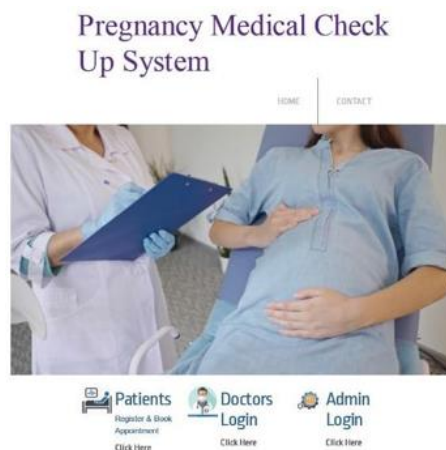 Pregnancy Medical Check
Up System
HOME
CONTACT
Patients
Register & Book
Appointment
Click Here
Doctors
Login
Click Here
Admin
Login
Click Here